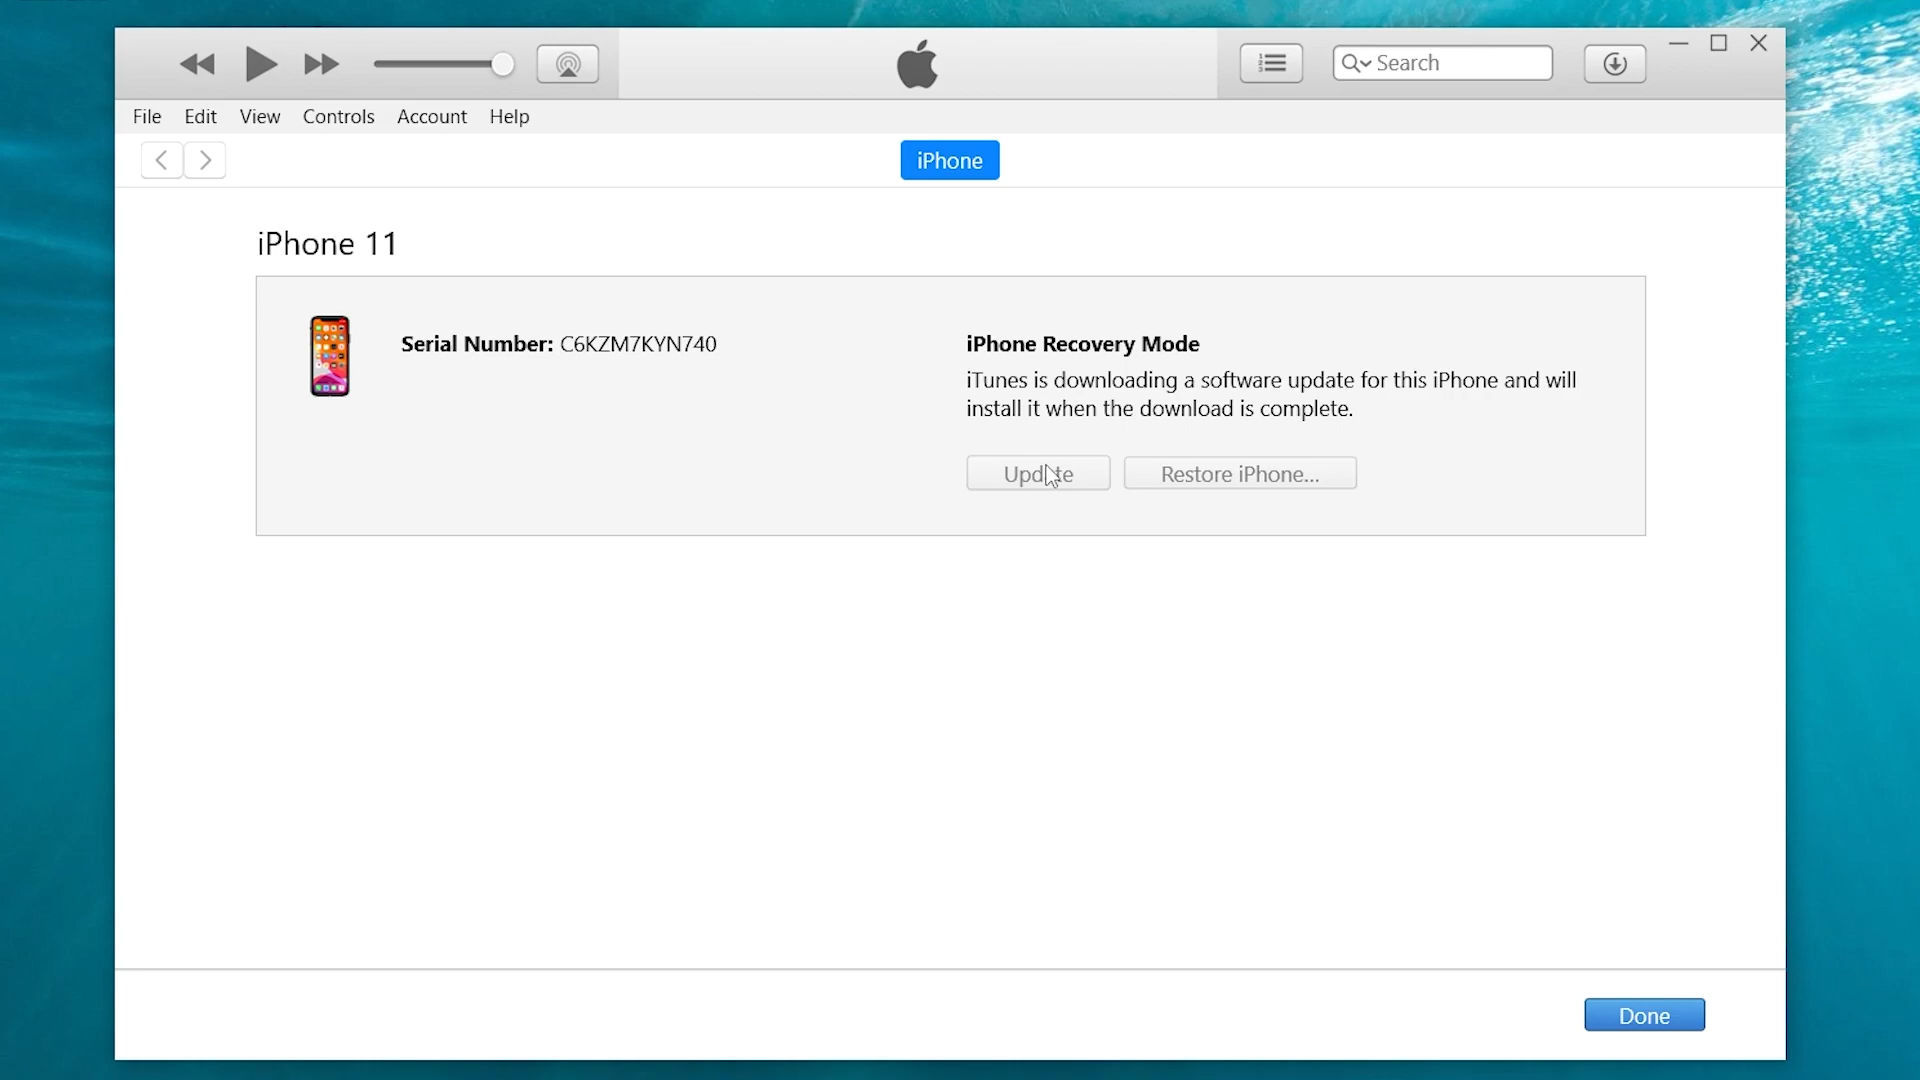 Search
File Edit View Controls Account Help
iPhone
iPhone 11
Serial Number: C6KZM7KYN740
iPhone Recovery Mode
iTunes is downloading a software update for this iPhone and will
install it when the download is complete.
Update Restore iPhone...
Done